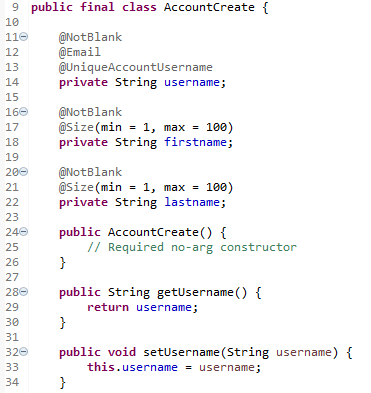 9 public final class AccountCreate {
10
11 @NotBlank
12 @Email
13 @UniqueAccountUsername
14 private String username;
15
16 @NotBlank
17 @Size(min = 1, max = 100)
18 private String firstname;
19
20 @NotBlank
21 @Size(min = 1, max = 100)
22 private String lastname;
23
24 public AccountCreate() {
25 // Required no-arg constructor
26 }
27
28 public String getUsername() {
29 return username;
30 }
31
32 public void setUsername(String username) {
33 this.username = username;
34 }